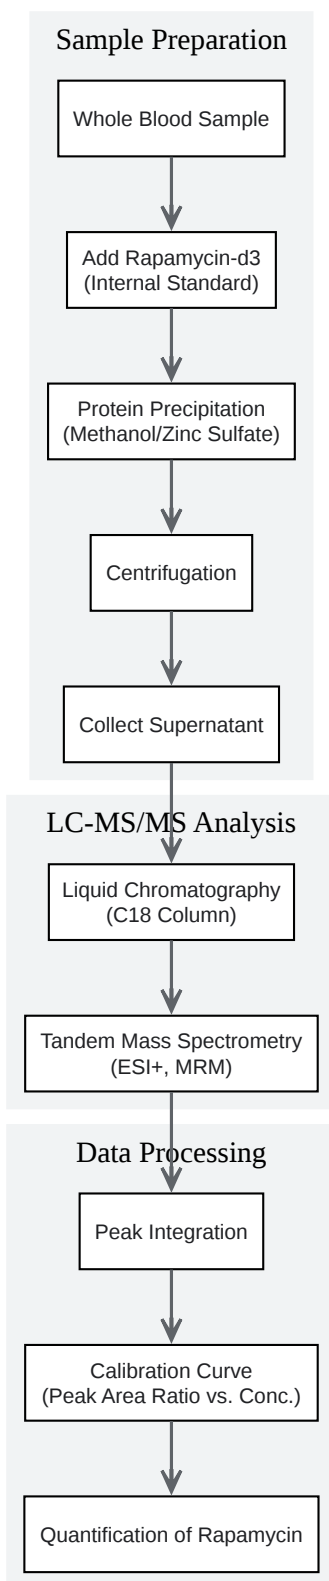 Sample Preparation
Whole Blood Sample
Add Rapamycin-d3
(Internal Standard)
Protein Precipitation
(Methanol/Zinc Sulfate)
Centrifugation
Collect Supernatant
LC-MS/MS Analysis
Liquid Chromatography
(C18 Column)
Tandem Mass Spectrometry
(ESI+, MRM)
Data Processing
Peak Integration
Calibration Curve
(Peak Area Ratio vs. Conc.)
Quantification of Rapamycin